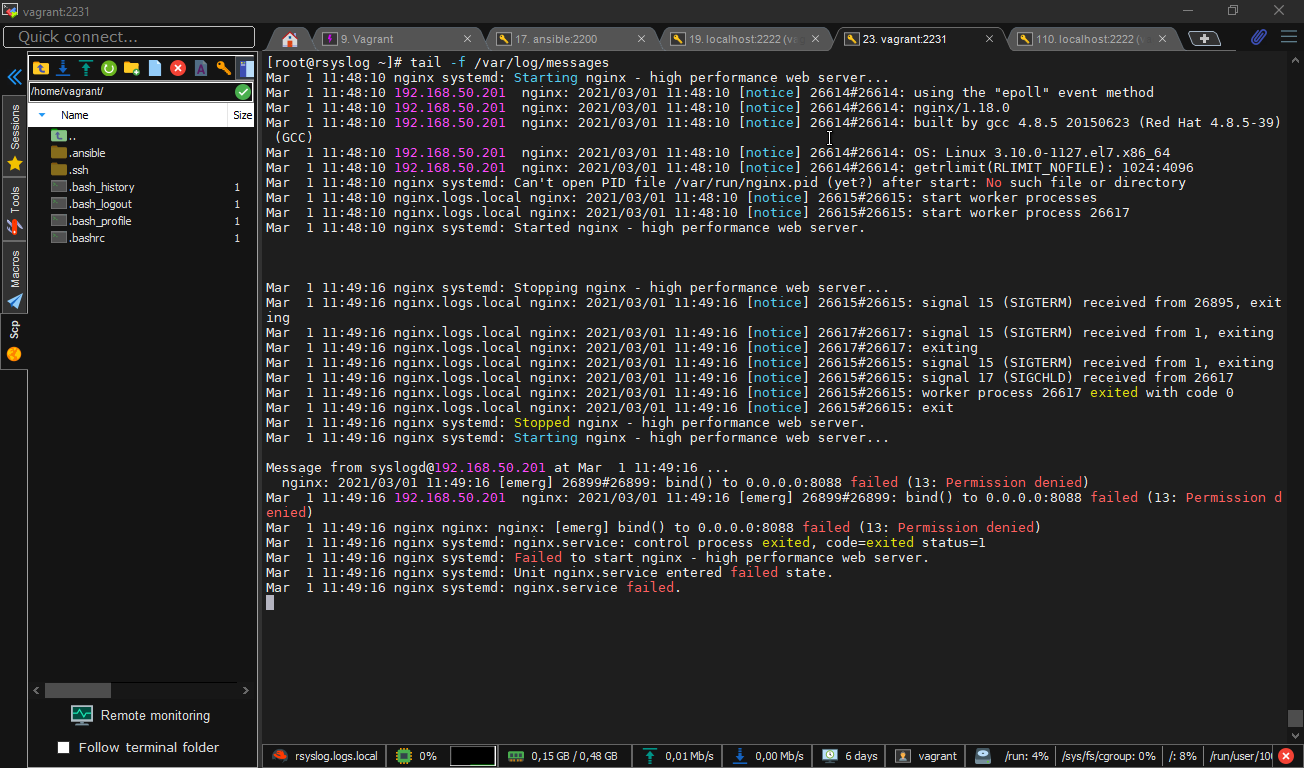 vagrant:2231
Quick connect...
9. Vagrant
17. ansible:2200
19. localhost:2222 (va
23. vagrant:2231
110. localhost:2222 (v
/home/vagrant/
Name Size
..
.ansible
.ssh
.bash_history 1
.bash_logout 1
.bash_profile 1
.bashrc 1
Sessions
Tools
Macros
Scp
Remote monitoring
Follow terminal folder
[root@rsyslog ~]# tail -f /var/log/messages
Mar  1 11:48:10 nginx systemd: Starting nginx - high performance web server...
Mar  1 11:48:10 192.168.50.201  nginx: 2021/03/01 11:48:10 [notice] 26614#26614: using the "epoll" event method
Mar  1 11:48:10 192.168.50.201  nginx: 2021/03/01 11:48:10 [notice] 26614#26614: nginx/1.18.0
Mar  1 11:48:10 192.168.50.201  nginx: 2021/03/01 11:48:10 [notice] 26614#26614: built by gcc 4.8.5 20150623 (Red Hat 4.8.5-39)
 (GCC)
Mar  1 11:48:10 192.168.50.201  nginx: 2021/03/01 11:48:10 [notice] 26614#26614: OS: Linux 3.10.0-1127.el7.x86_64
Mar  1 11:48:10 192.168.50.201  nginx: 2021/03/01 11:48:10 [notice] 26614#26614: getrlimit(RLIMIT_NOFILE): 1024:4096
Mar  1 11:48:10 nginx systemd: Can't open PID file /var/run/nginx.pid (yet?) after start: No such file or directory
Mar  1 11:48:10 nginx.logs.local nginx: 2021/03/01 11:48:10 [notice] 26615#26615: start worker processes
Mar  1 11:48:10 nginx.logs.local nginx: 2021/03/01 11:48:10 [notice] 26615#26615: start worker process 26617
Mar  1 11:48:10 nginx systemd: Started nginx - high performance web server.
Mar  1 11:49:16 nginx systemd: Stopping nginx - high performance web server...
Mar  1 11:49:16 nginx.logs.local nginx: 2021/03/01 11:49:16 [notice] 26615#26615: signal 15 (SIGTERM) received from 26895, exit
ing
Mar  1 11:49:16 nginx.logs.local nginx: 2021/03/01 11:49:16 [notice] 26617#26617: signal 15 (SIGTERM) received from 1, exiting
Mar  1 11:49:16 nginx.logs.local nginx: 2021/03/01 11:49:16 [notice] 26617#26617: exiting
Mar  1 11:49:16 nginx.logs.local nginx: 2021/03/01 11:49:16 [notice] 26615#26615: signal 15 (SIGTERM) received from 1, exiting
Mar  1 11:49:16 nginx.logs.local nginx: 2021/03/01 11:49:16 [notice] 26615#26615: signal 17 (SIGCHLD) received from 26617
Mar  1 11:49:16 nginx.logs.local nginx: 2021/03/01 11:49:16 [notice] 26615#26615: worker process 26617 exited with code 0
Mar  1 11:49:16 nginx.logs.local nginx: 2021/03/01 11:49:16 [notice] 26615#26615: exit
Mar  1 11:49:16 nginx systemd: Stopped nginx - high performance web server.
Mar  1 11:49:16 nginx systemd: Starting nginx - high performance web server...
Message from syslogd@192.168.50.201 at Mar  1 11:49:16 ...
  nginx: 2021/03/01 11:49:16 [emerg] 26899#26899: bind() to 0.0.0.0:8088 failed (13: Permission denied)
Mar  1 11:49:16 192.168.50.201  nginx: 2021/03/01 11:49:16 [emerg] 26899#26899: bind() to 0.0.0.0:8088 failed (13: Permission d
enied)
Mar  1 11:49:16 nginx nginx: nginx: [emerg] bind() to 0.0.0.0:8088 failed (13: Permission denied)
Mar  1 11:49:16 nginx systemd: nginx.service: control process exited, code=exited status=1
Mar  1 11:49:16 nginx systemd: Failed to start nginx - high performance web server.
Mar  1 11:49:16 nginx systemd: Unit nginx.service entered failed state.
Mar  1 11:49:16 nginx systemd: nginx.service failed.
rsyslog.logs.local 0% 0,15 GB / 0,48 GB 0,01 Mb/s 0,00 Mb/s 6 days vagrant /run: 4% /sys/fs/cgroup: 0% /: 8% /run/user/100